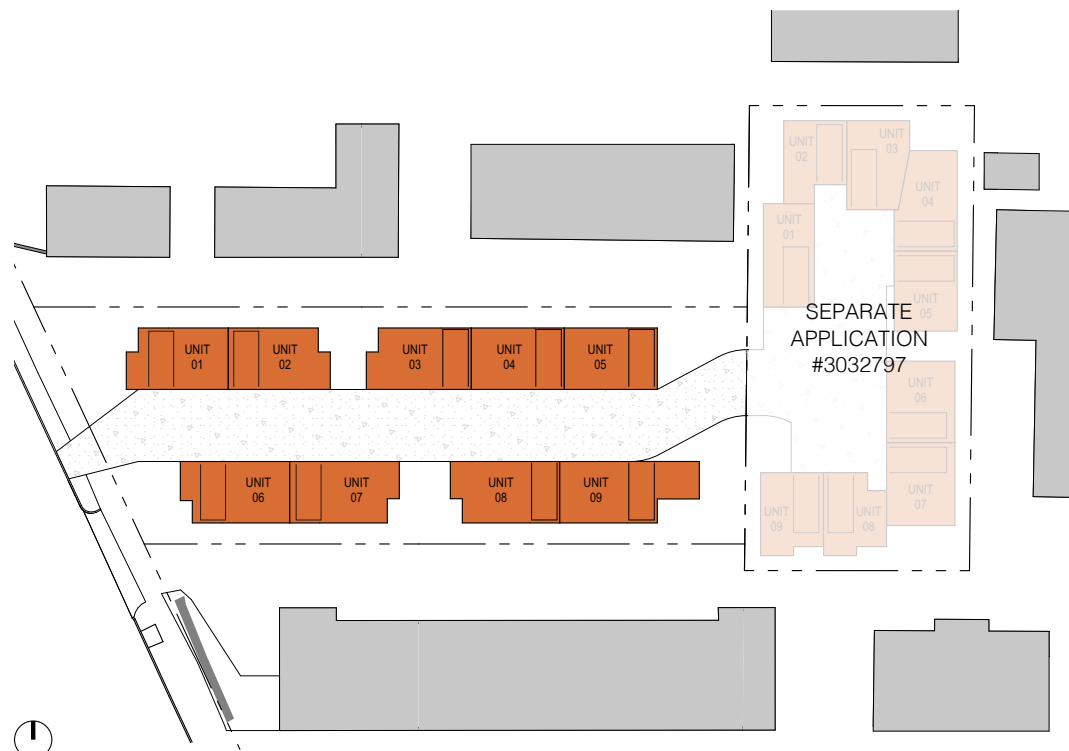 UNIT
02
UNIT
03
UNIT
04
UNIT
01
UNIT
05
SEPARATE
APPLICATION
#3032797
UNIT
01
UNIT
02
UNIT
03
UNIT
04
UNIT
05
UNIT
06
UNIT
06
UNIT
07
UNIT
08
UNIT
09
UNIT
07
UNIT
09
UNIT
08